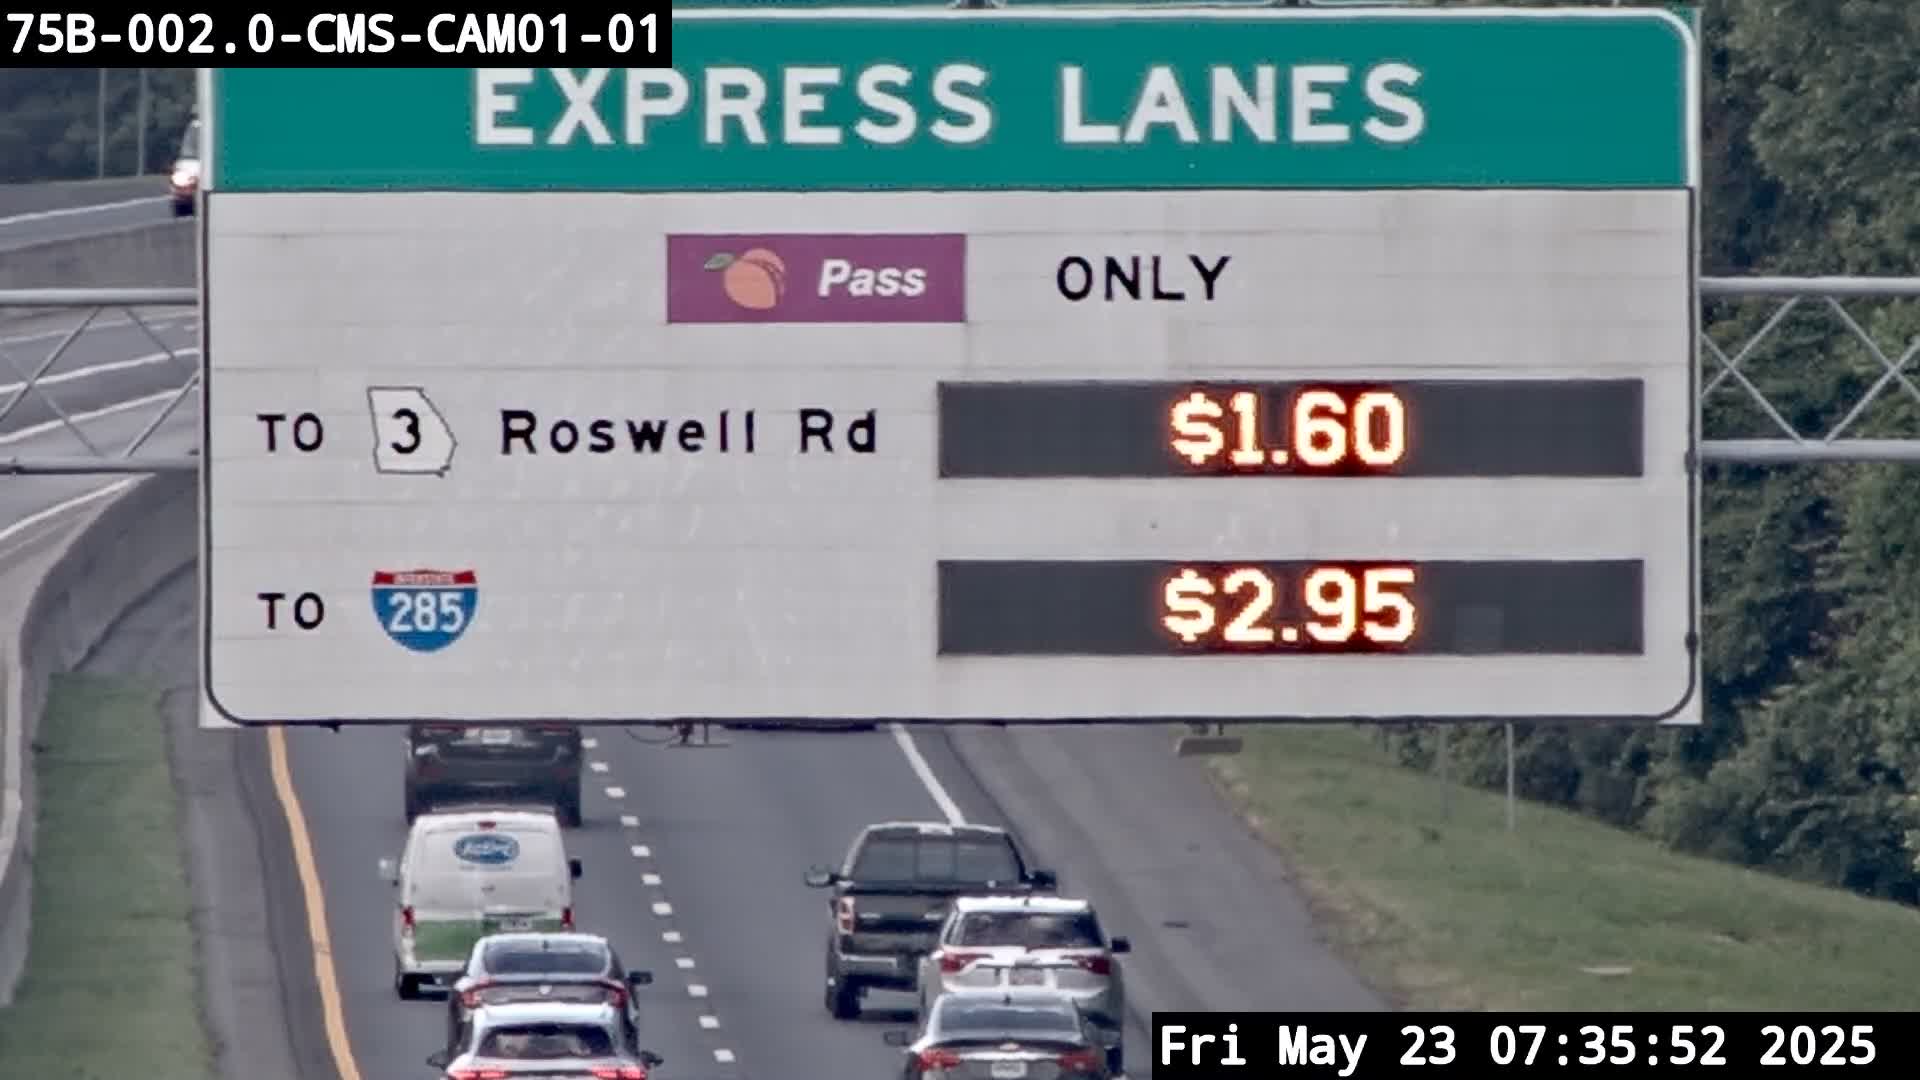 75B-002.0-CMS-CAM01-01
EXPRESS LANES
Pass ONLY
TO 3 Roswell Rd $1.60
TO 285 $2.95
Fri May 23 07:35:52 2025